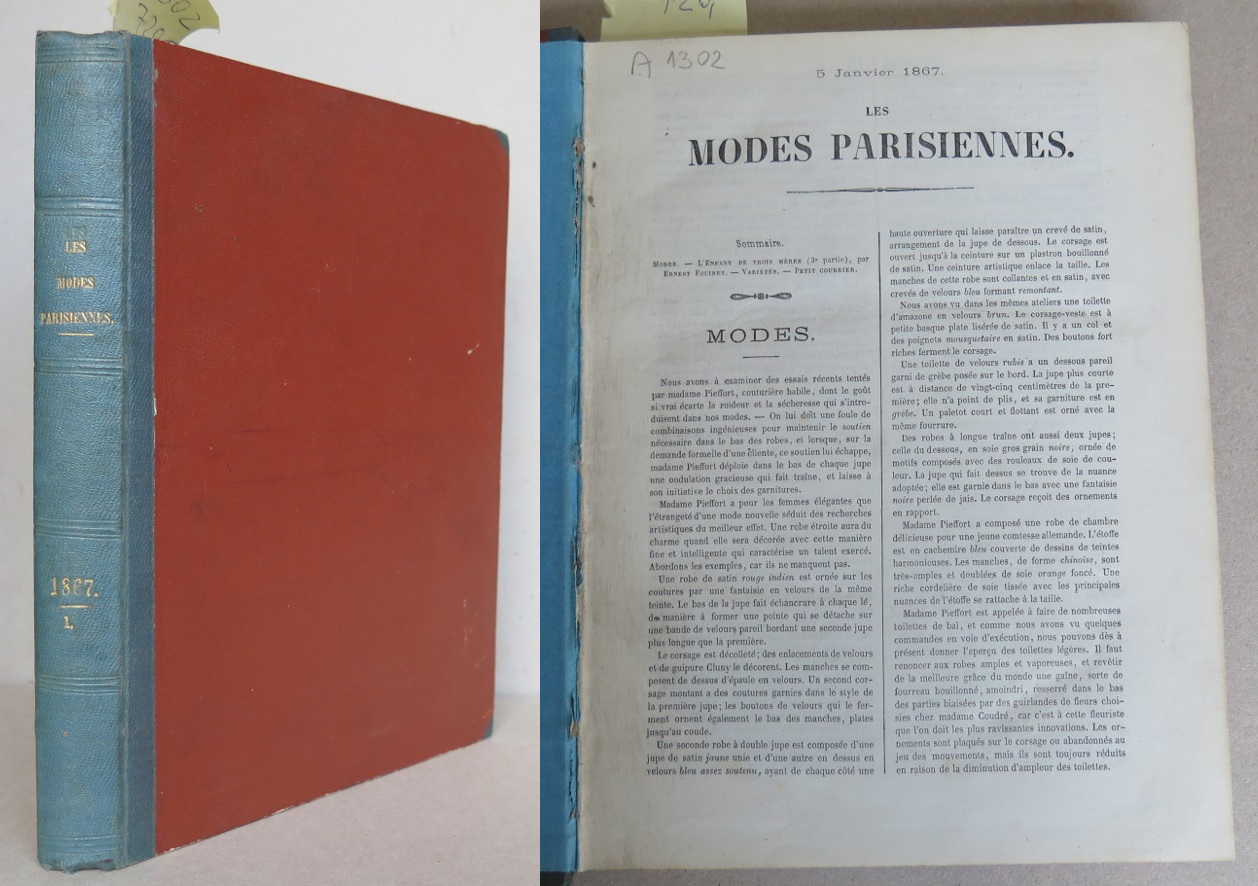 LES
MODES
PARISIENNES.
1867.
1.
A 1302
5 Janvier 1867.
LES
MODES PARISIENNES.
Sommaire.
Modes. — L'Enfant de trois mères (3e partie), par
Ernest Fouinet. — Variétés. — Petit courrier.
MODES.
Nous avons à examiner des essais récents tentés
par madame Pieffort, couturière habile, dont le goût
si vrai écarte la roideur et la sécheresse qui s'intro-
duisent dans nos modes. — On lui doit une foule de
combinaisons ingénieuses pour maintenir le soutien
nécessaire dans le bas des robes, et lorsque, sur la
demande formelle d'une cliente, ce soutien lui échappe,
madame Pieffort déploie dans le bas de chaque jupe
une ondulation gracieuse qui fait traîne, et laisse à
son initiative le choix des garnitures.
Madame Pieffort a pour les femmes élégantes que
l'étrangeté d'une mode nouvelle séduit des recherches
artistiques du meilleur effet. Une robe étroite aura du
charme quand elle sera décorée avec cette manière
fine et intelligente qui caractérise un talent exercé.
Abordons les exemples, car ils ne manquent pas.
Une robe de satin rouge indien est ornée sur les
coutures par une fantaisie en velours de la même
teinte. Le bas de la jupe fait échancrure à chaque lé,
de manière à former une pointe qui se détache sur
une bande de velours pareil bordant une seconde jupe
plus longue que la première.
Le corsage est décolleté; des enlacements de velours
et de guipure Cluny le décorent. Les manches se com-
posent de dessus d'épaule en velours. Un second cor-
sage montant a des coutures garnies dans le style de
la première jupe; les boutons de velours qui le fer-
ment ornent également le bas des manches, plates
jusqu'au coude.
Une seconde robe à double jupe est composée d'une
jupe de satin jaune unie et d'une autre en dessus en
velours bleu assez soutenu, ayant de chaque côté une
haute ouverture qui laisse paraître un crevé de satin,
arrangement de la jupe de dessous. Le corsage est
ouvert jusqu'à la ceinture sur un plastron bouillonné
de satin. Une ceinture artistique enlace la taille. Les
manches de cette robe sont collantes et en satin, avec
crevés de velours bleu formant remontant.
Nous avons vu dans les mêmes ateliers une toilette
d'amazone en velours brun. Le corsage-veste est à
petite basque plate lisérée de satin. Il y a un col et
des poignets mousquetaire en satin. Des boutons fort
riches ferment le corsage.
Une toilette de velours rubis a un dessous pareil
garni de grèbe posée sur le bord. La jupe plus courte
est à distance de vingt-cinq centimètres de la pre-
mière; elle n'a point de plis, et sa garniture est en
grèbe. Un paletot court et flottant est orné avec la
même fourrure.
Des robes à longue traîne ont aussi deux jupes;
celle du dessous, en soie gros grain noire, ornée de
motifs composés avec des rouleaux de soie de cou-
leur. La jupe qui fait dessus se trouve de la nuance
adoptée; elle est garnie dans le bas avec une fantaisie
noire perlée de jais. Le corsage reçoit des ornements
en rapport.
Madame Pieffort a composé une robe de chambre
délicieuse pour une jeune comtesse allemande. L'étoffe
est en cachemire bleu couverte de dessins de teintes
harmonieuses. Les manches, de forme chinoise, sont
très-amples et doublées de soie orange foncé. Une
riche cordelière de soie tissée avec les principales
nuances de l'étoffe se rattache à la taille.
Madame Pieffort est appelée à faire de nombreuses
toilettes de bal, et comme nous avons vu quelques
commandes en voie d'exécution, nous pouvons dès à
présent donner l'aperçu des toilettes légères. Il faut
renoncer aux robes amples et vaporeuses, et revêtir
de la meilleure grâce du monde une gaîne, sorte de
fourreau bouillonné, amoindri, resserré dans le bas
des parties biaisées par des guirlandes de fleurs choi-
sies chez madame Coudré, car c'est à cette fleuriste
que l'on doit les plus ravissantes innovations. Les or-
nements sont plaqués sur le corsage ou abandonnés au
jeu des mouvements, mais ils sont toujours réduits
en raison de la diminution d'ampleur des toilettes.